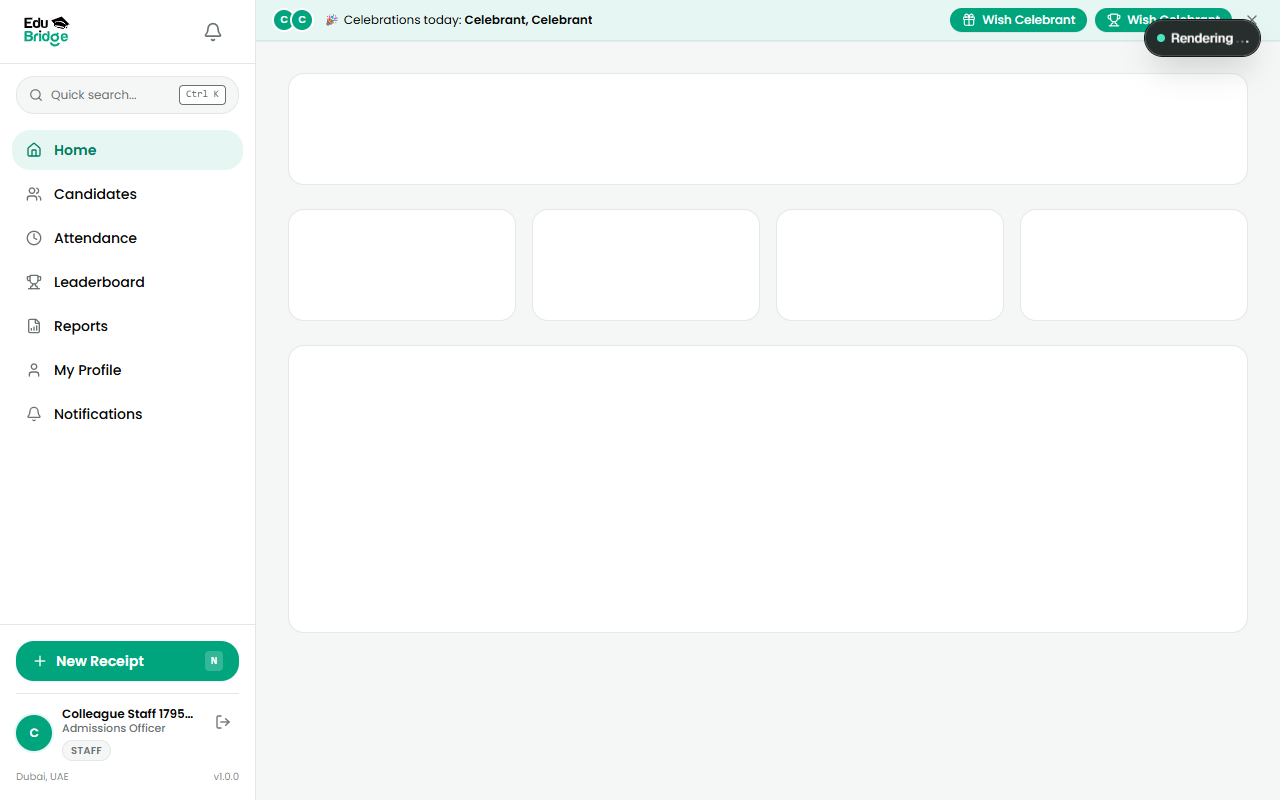 Edu
Bridge
Quick search...
Ctrl K
Home
Candidates
Attendance
Leaderboard
Reports
My Profile
Notifications
New Receipt
N
C
Colleague Staff 1795...
Admissions Officer
STAFF
Dubai, UAE
v1.0.0
C
C
🎉 Celebrations today: Celebrant, Celebrant
Wish Celebrant
Wish Celebrant
Rendering...